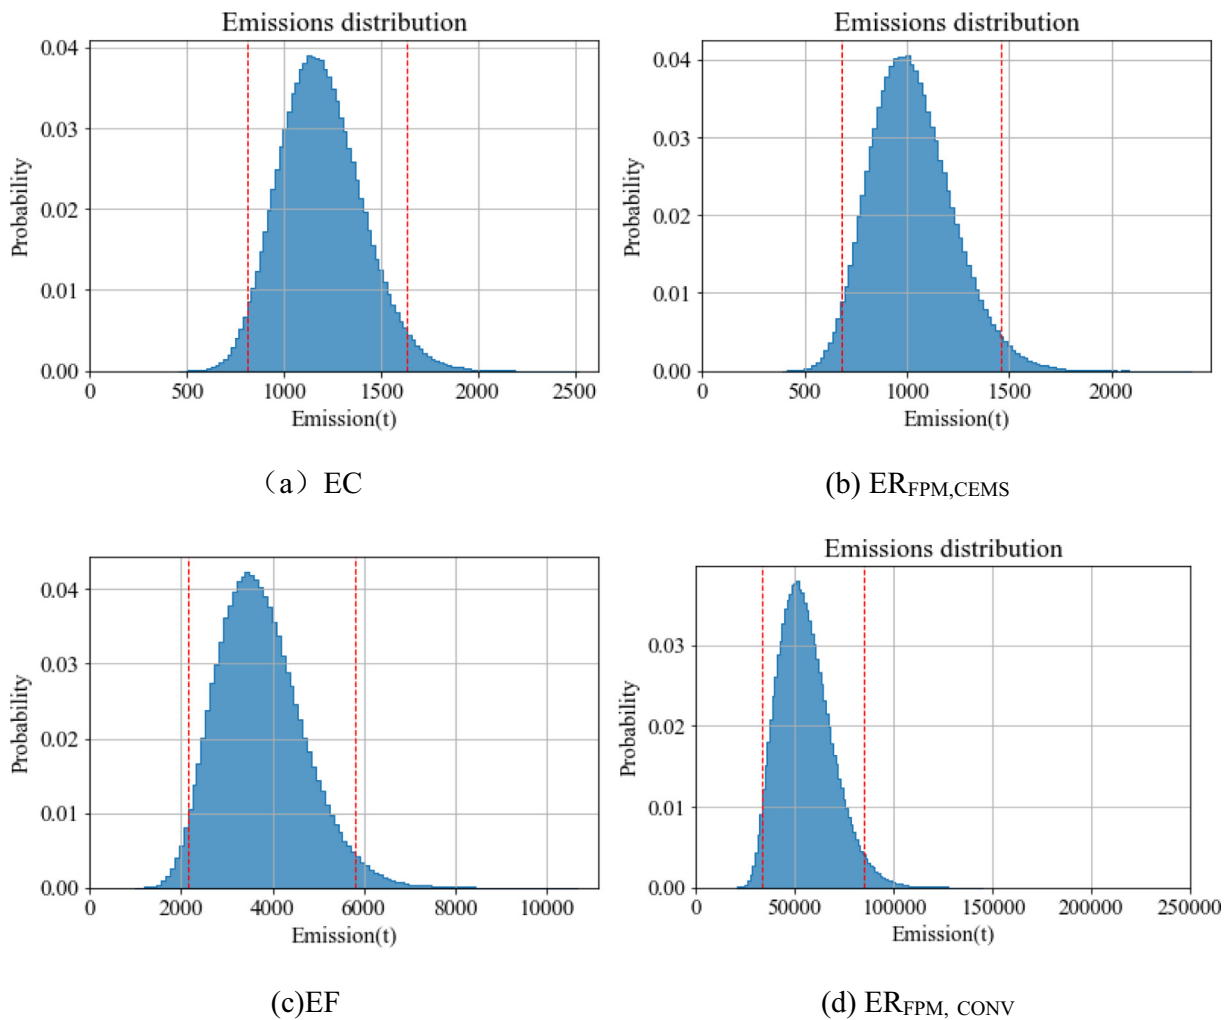 Emissions distribution
0.04
0.03
0.02
0.01
0.00
Probability
0 500 1000 1500 2000 2500
Emission(t)
（a）EC
Emissions distribution
0.04
0.03
0.02
0.01
0.00
Probability
0 500 1000 1500 2000
Emission(t)
(b) ER_FPM,CEMS
0.04
0.03
0.02
0.01
0.00
Probability
0 2000 4000 6000 8000 10000
Emission(t)
(c)EF
Emissions distribution
0.03
0.02
0.01
0.00
Probability
0 50000 100000 150000 200000 250000
Emission(t)
(d) ER_FPM, CONV